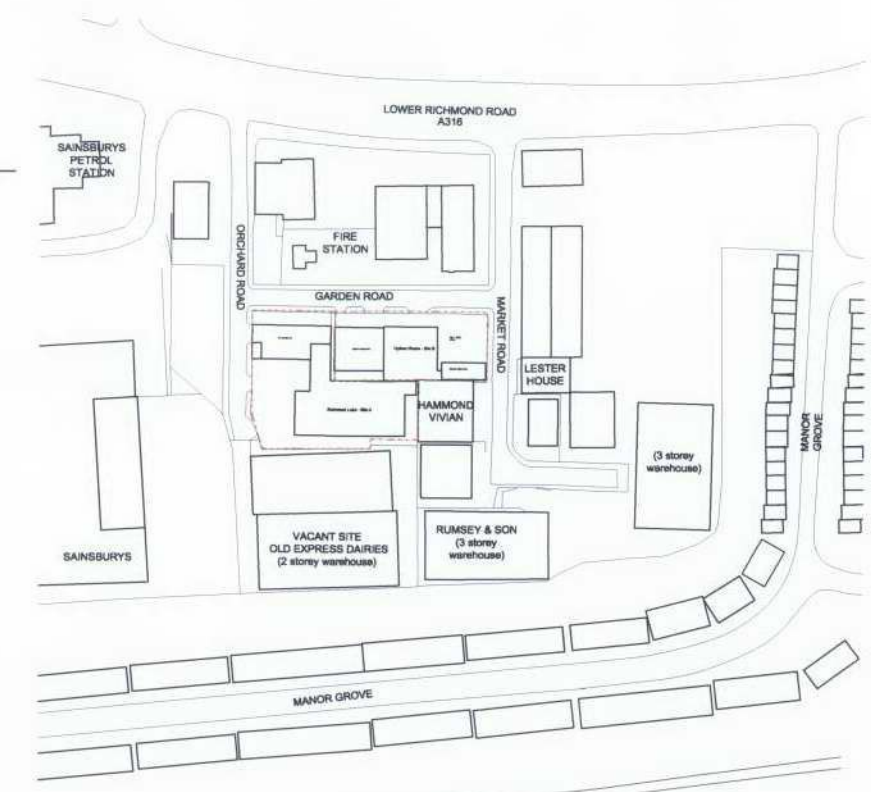 LOWER RICHMOND ROAD
A316
SAINSBURYS
PETROL
STATION
ORCHARD ROAD
FIRE
STATION
GARDEN ROAD
MARKET ROAD
LESTER
HOUSE
HAMMOND
VIVIAN
(3 storey
warehouse)
MANOR
GROVE
SAINSBURYS
VACANT SITE
OLD EXPRESS DAIRIES
(2 storey warehouse)
RUMSEY & SON
(3 storey
warehouse)
MANOR GROVE